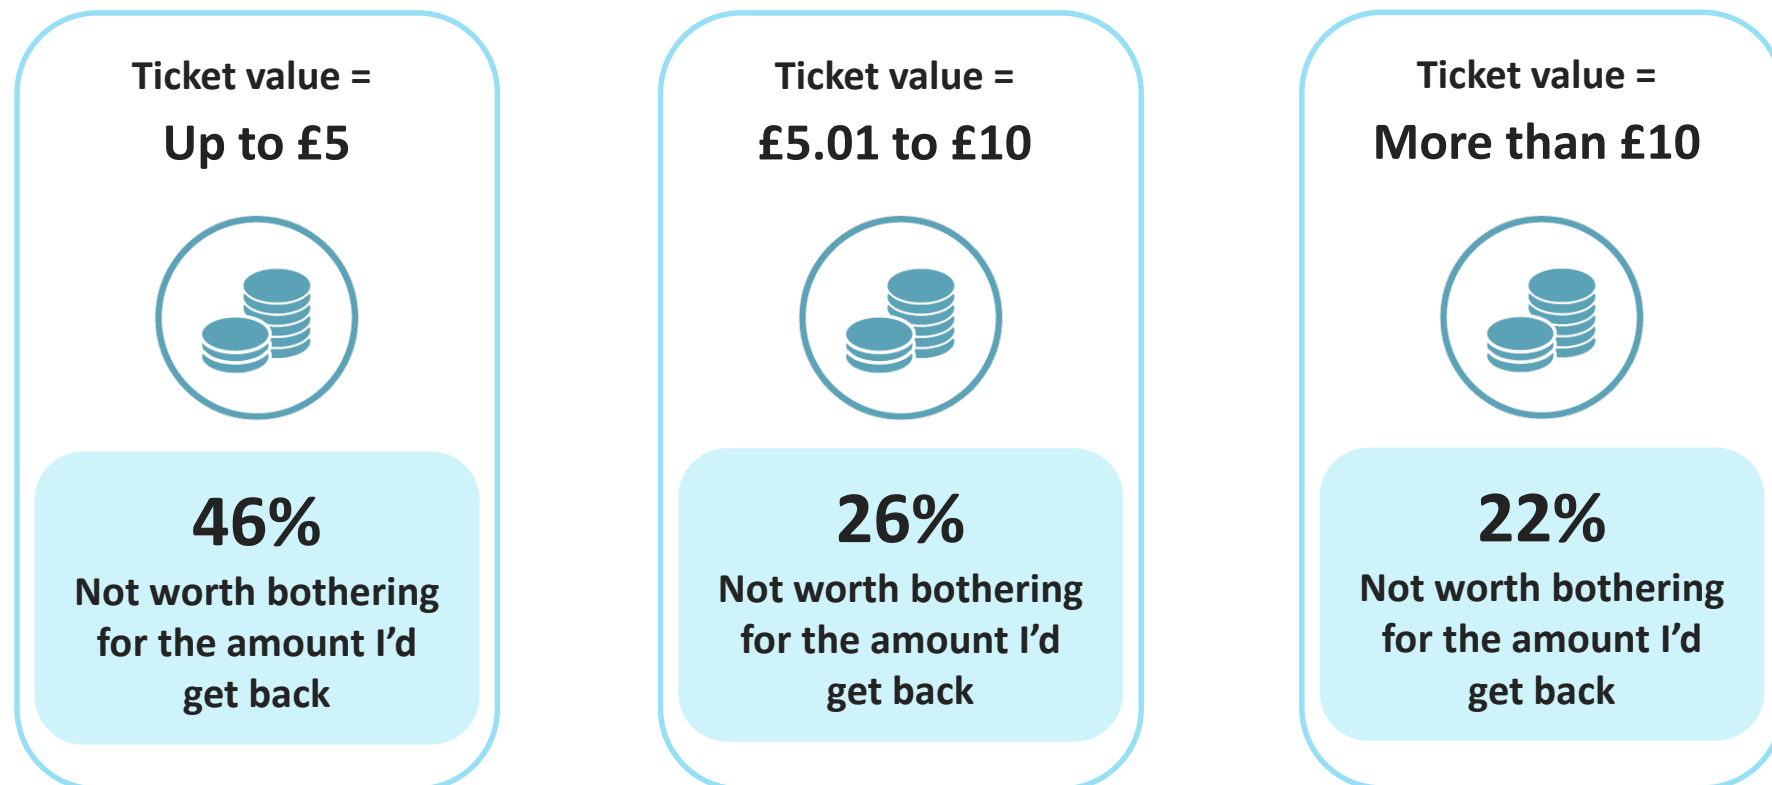 Ticket value =
Up to £5
46%
Not worth bothering
for the amount I’d
get back
Ticket value =
£5.01 to £10
26%
Not worth bothering
for the amount I’d
get back
Ticket value =
More than £10
22%
Not worth bothering
for the amount I’d
get back